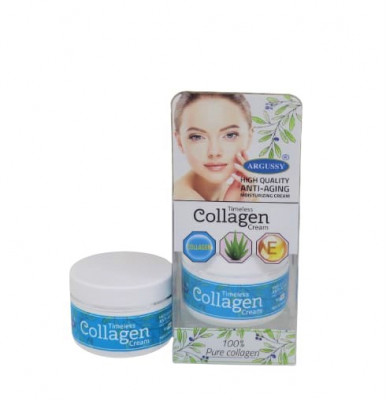 ARGUSSY®
HIGH QUALITY
ANTI-AGING
MOISTURIZING CREAM
Timeless
Collagen
Cream
COLLAGEN
E
Timeless
Collagen
Cream
100%
Pure collagen
Timeless
Collagen
Cream